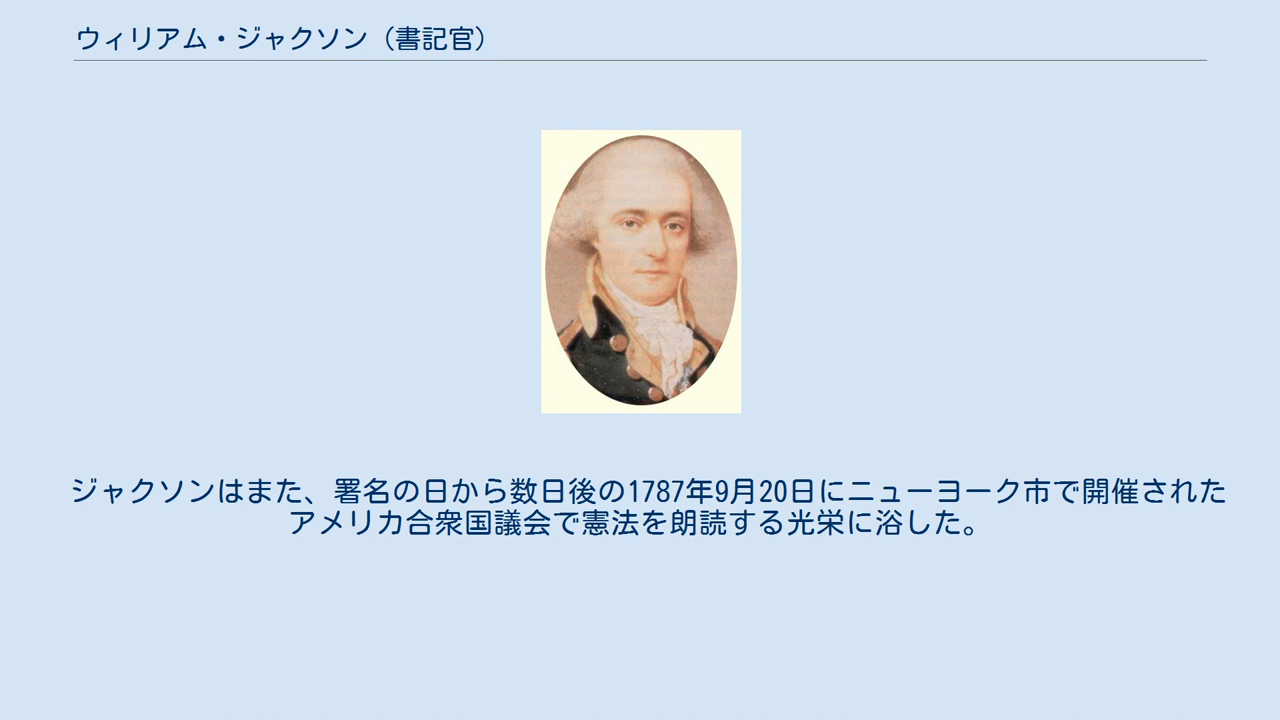 ウィリアム・ジャクソン（書記官）
ジャクソンはまた、署名の日から数日後の1787年9月20日にニューヨーク市で開催された
アメリカ合衆国議会で憲法を朗読する光栄に浴した。